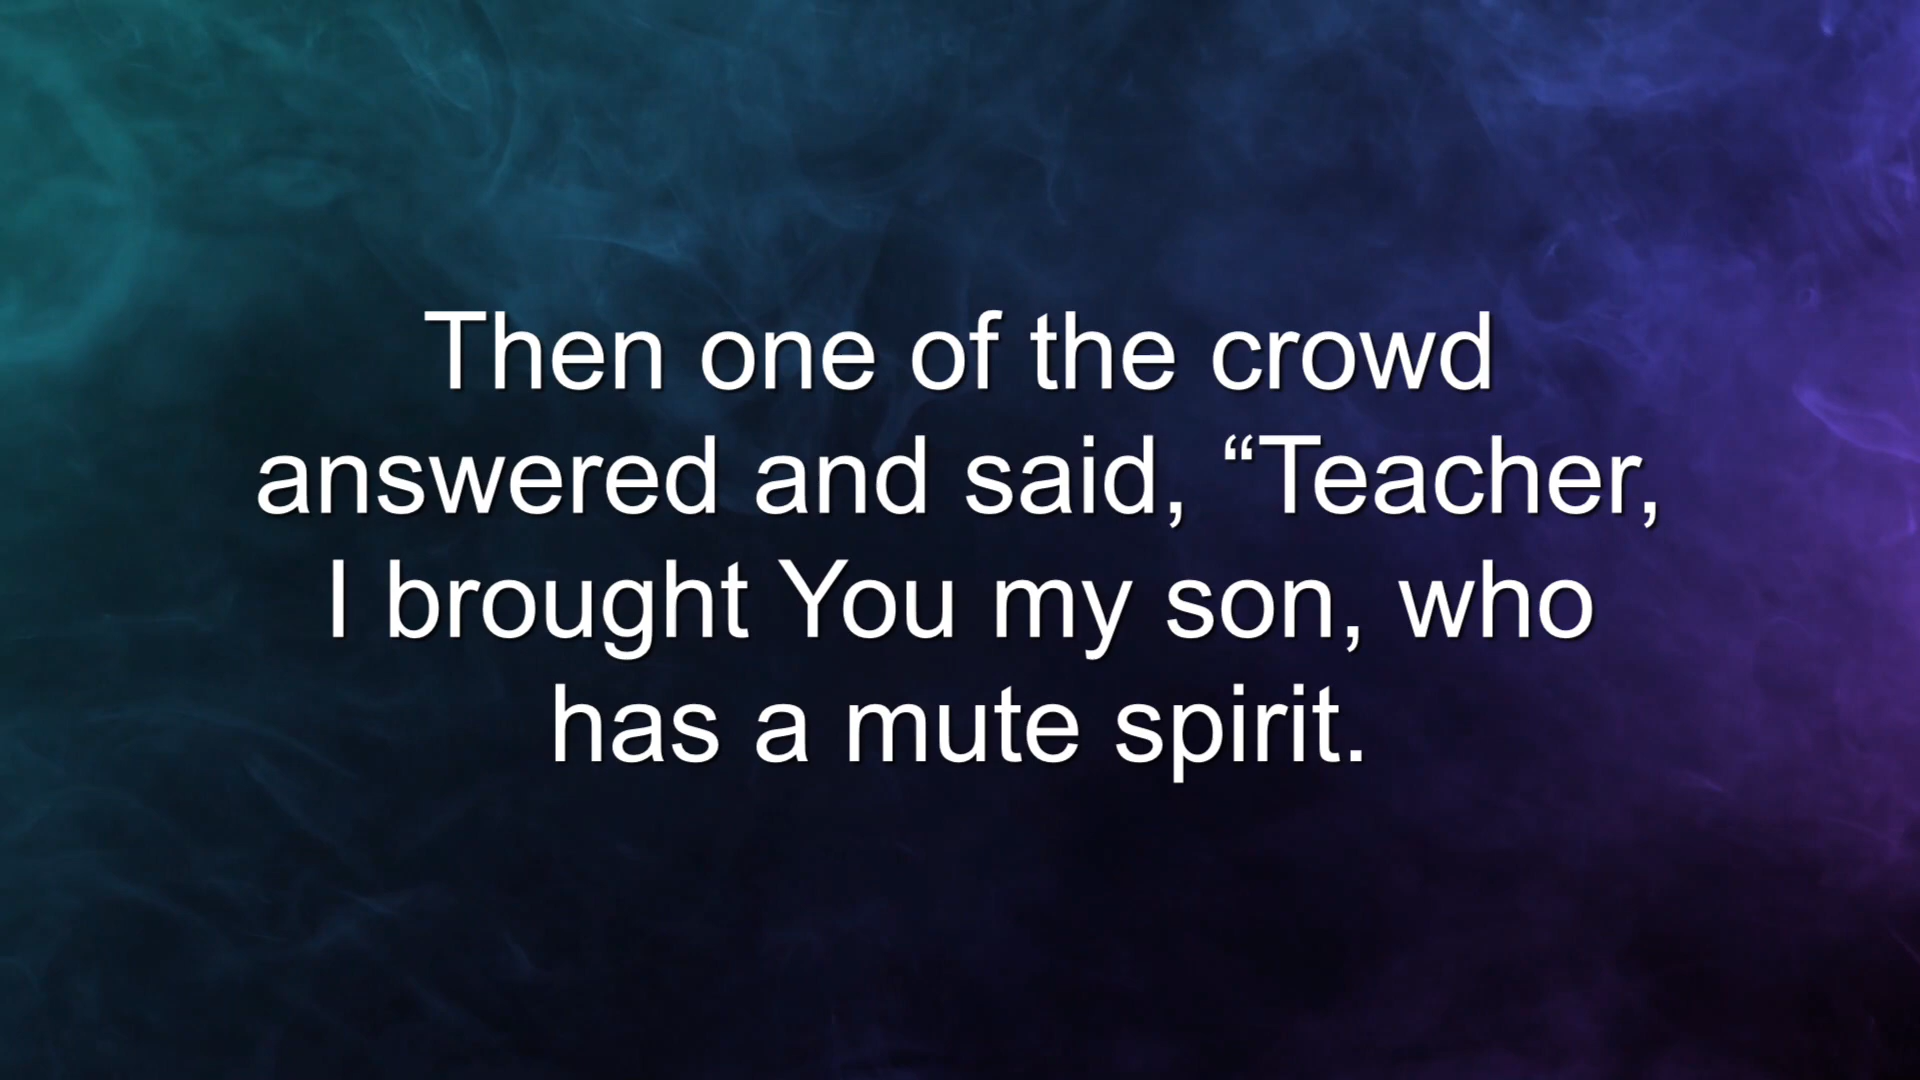 Then one of the crowd
answered and said, “Teacher,
I brought You my son, who
has a mute spirit.